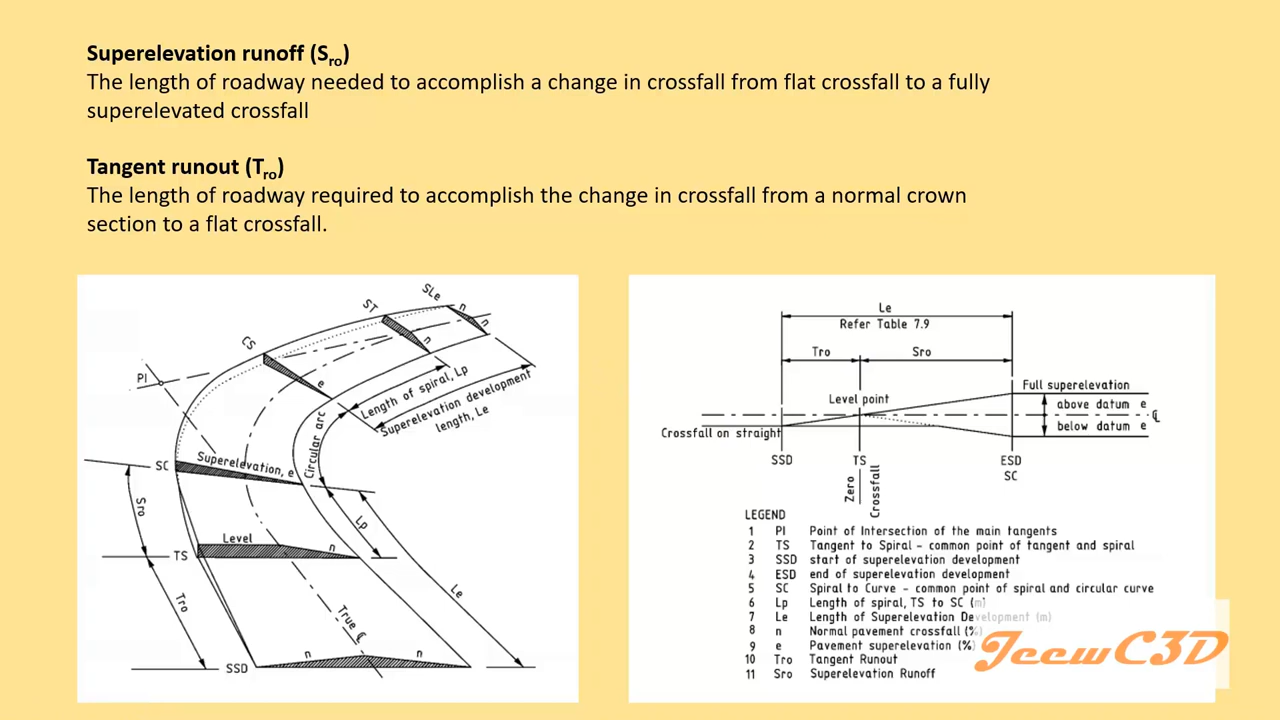 Superelevation runoff (Sro)
The length of roadway needed to accomplish a change in crossfall from flat crossfall to a fully
superelevated crossfall
Tangent runout (Tro)
The length of roadway required to accomplish the change in crossfall from a normal crown
section to a flat crossfall.
SLe
n
n
ST
n
CS
e
PI
Length of spiral, Lp
Superelevation development
length, Le
Circular arc
SC
Superelevation, e
Sro
Lp
Level
n
TS
Le
Tro
True ℄
n
n
SSD
Le
Refer Table 7.9
Tro
Sro
Full superelevation
Level point
above datum e
℄
below datum e
Crossfall on straight
SSD
TS
ESD
SC
Zero
Crossfall
LEGEND
1 PI Point of Intersection of the main tangents
2 TS Tangent to Spiral - common point of tangent and spiral
3 SSD start of superelevation development
4 ESD end of superelevation development
5 SC Spiral to Curve - common point of spiral and circular curve
6 Lp Length of spiral, TS to SC (m)
7 Le Length of Superelevation Development (m)
8 n Normal pavement crossfall (%)
9 e Pavement superelevation (%)
10 Tro Tangent Runout
11 Sro Superelevation Runoff
JeewC3D